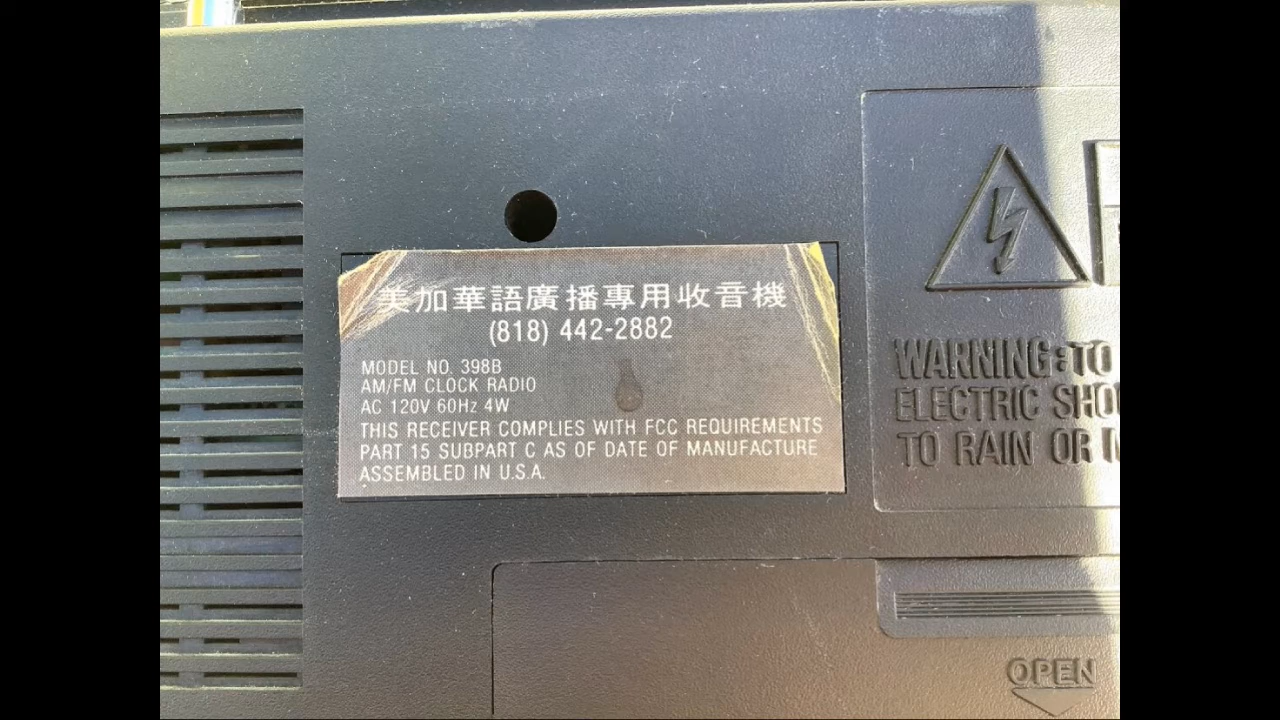 美加華語廣播專用收音機
(818) 442-2882
MODEL NO. 398B
AM/FM CLOCK RADIO
AC 120V 60Hz 4W
THIS RECEIVER COMPLIES WITH FCC REQUIREMENTS
PART 15 SUBPART C AS OF DATE OF MANUFACTURE
ASSEMBLED IN U.S.A.
WARNING:TO
ELECTRIC
TO RAIN OR
OPEN